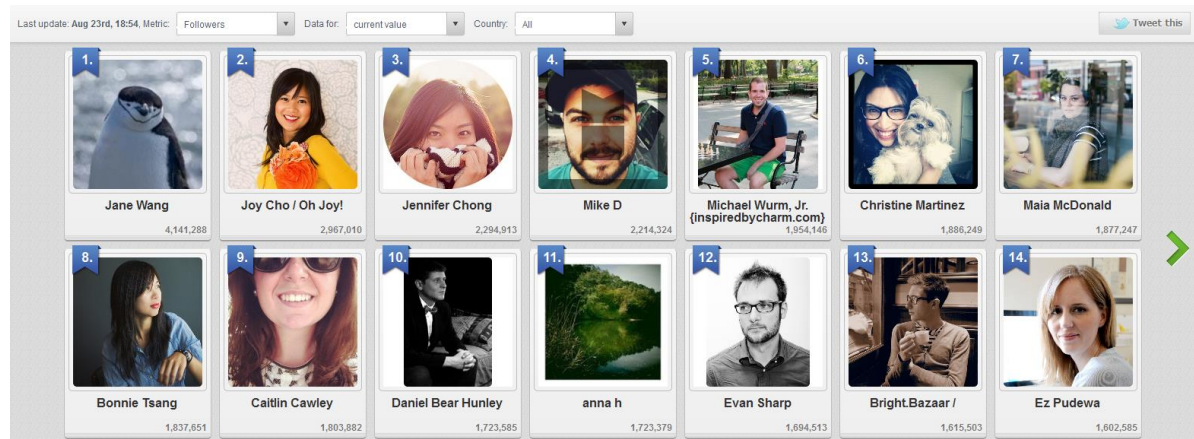 Last update: Aug 23rd, 18:54, Metric: Followers Data for: current value Country: All Tweet this
1. 2. 3. 4. 5. 6. 7.
Jane Wang Joy Cho / Oh Joy! Jennifer Chong Mike D Michael Wurm, Jr. Christine Martinez Maia McDonald
{inspiredbycharm.com}
4,141,288 2,967,010 2,294,913 2,214,324 1,954,146 1,886,249 1,877,247
8. 9. 10. 11. 12. 13. 14.
Bonnie Tsang Caitlin Cawley Daniel Bear Hunley anna h Evan Sharp Bright.Bazaar / Ez Pudewa
1,837,651 1,803,882 1,723,585 1,723,379 1,694,513 1,615,503 1,602,585